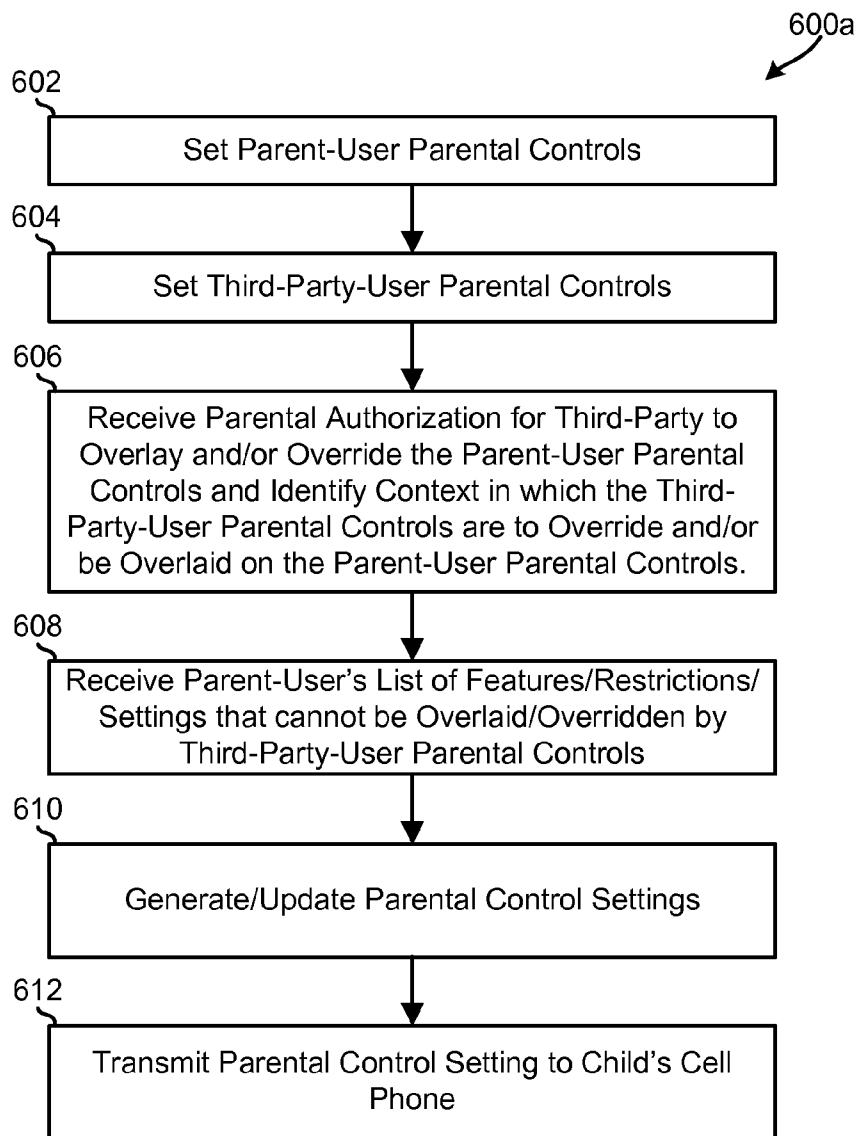 600a
602
Set Parent-User Parental Controls
604
Set Third-Party-User Parental Controls
606
Receive Parental Authorization for Third-Party to
Overlay and/or Override the Parent-User Parental
Controls and Identify Context in which the Third-
Party-User Parental Controls are to Override and/or
be Overlaid on the Parent-User Parental Controls.
608
Receive Parent-User's List of Features/Restrictions/
Settings that cannot be Overlaid/Overridden by
Third-Party-User Parental Controls
610
Generate/Update Parental Control Settings
612
Transmit Parental Control Setting to Child's Cell
Phone